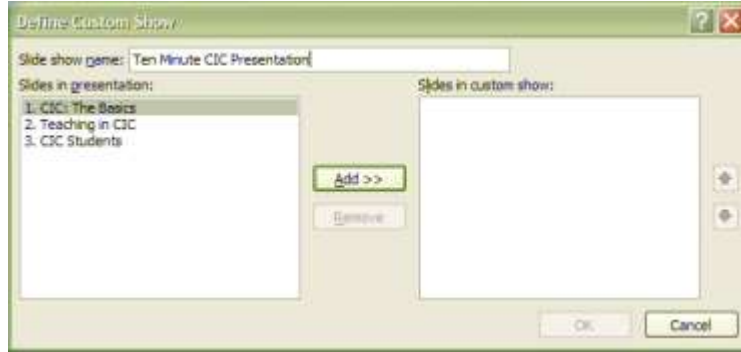 Define Custom Show
Slide show name: Ten Minute CIC Presentation
Slides in presentation:
1. CIC: The Basics
2. Teaching in CIC
3. CIC Students
Slides in custom show:
Add >>
Remove
OK
Cancel